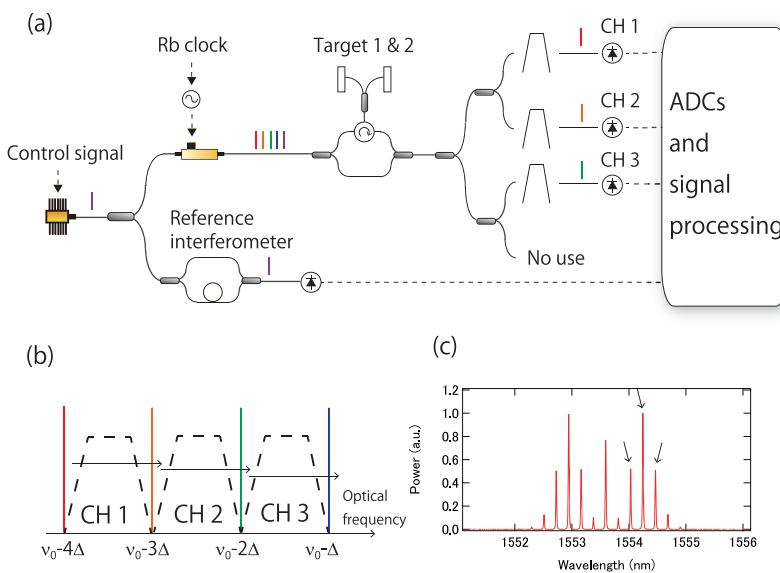 (a)
Rb clock
Target 1 & 2
CH 1
CH 2
CH 3
ADCs
and
signal
processing
Control signal
Reference
interferometer
No use
(b)
CH 1
CH 2
CH 3
Optical
frequency
ν₀-4Δ
ν₀-3Δ
ν₀-2Δ
ν₀-Δ
(c)
Power (a.u.)
1.2
1.0
0.8
0.6
0.4
0.2
0.0
1552
1553
1554
1555
1556
Wavelength (nm)